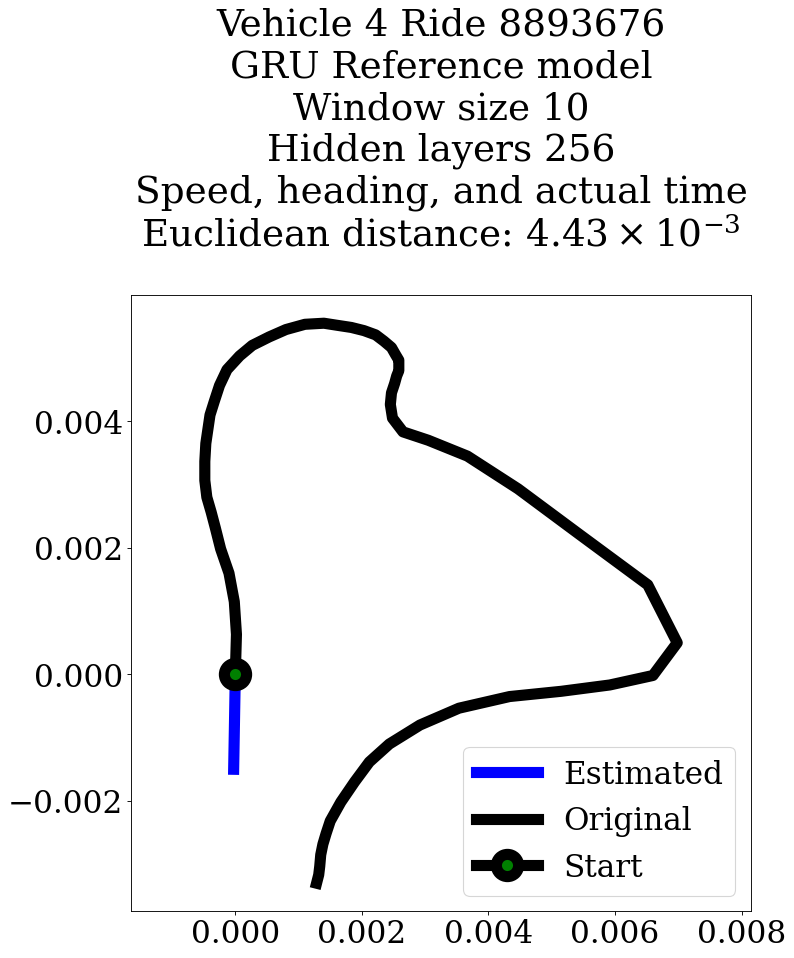 Vehicle 4 Ride 8893676
GRU Reference model
Window size 10
Hidden layers 256
Speed, heading, and actual time
Euclidean distance: 4.43 × 10⁻³
0.004
0.002
0.000
−0.002
Estimated
Original
Start
0.000 0.002 0.004 0.006 0.008